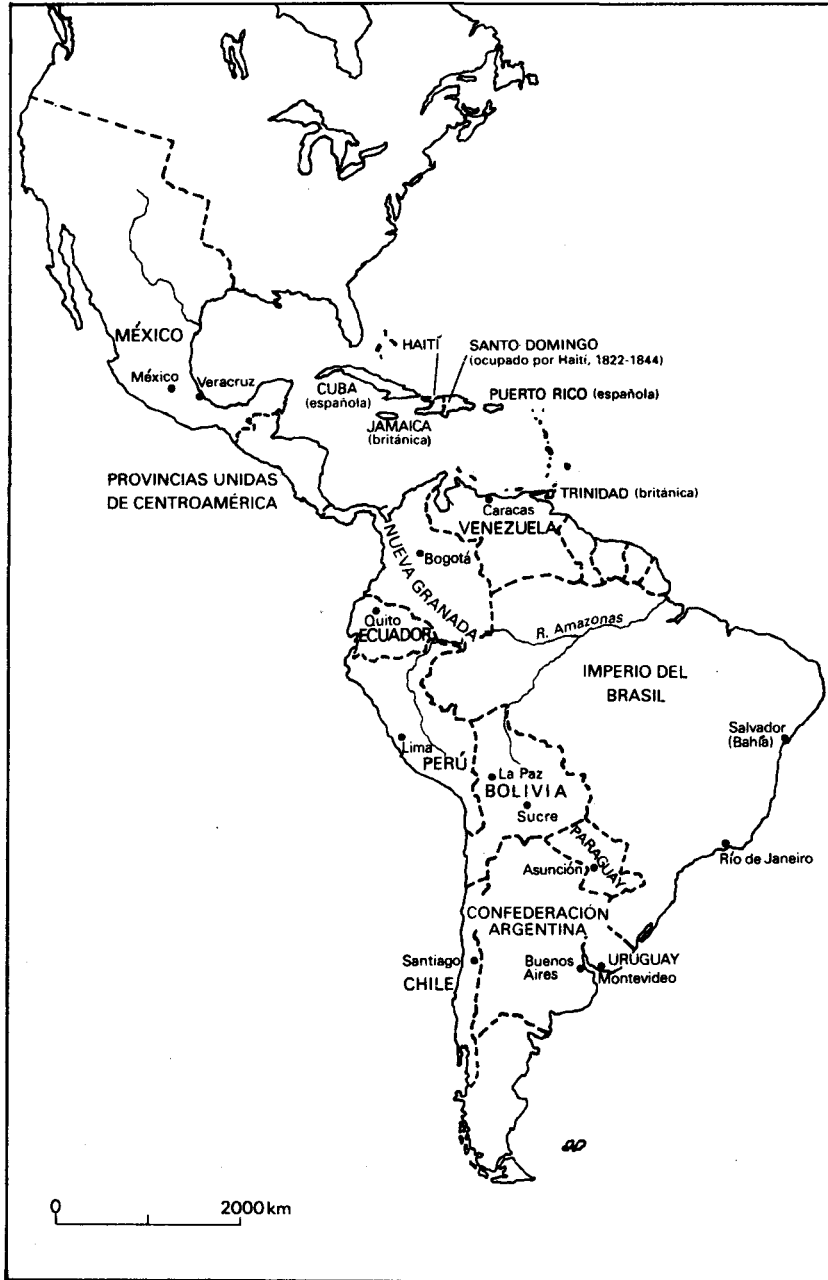 MÉXICO
México
Veracruz
HAITÍ
SANTO DOMINGO
(ocupado por Haití, 1822-1844)
CUBA
(española)
PUERTO RICO (española)
JAMAICA
(británica)
PROVINCIAS UNIDAS
DE CENTROAMÉRICA
TRINIDAD (británica)
Caracas
VENEZUELA
NUEVA GRANADA
Bogotá
Quito
ECUADOR
R. Amazonas
IMPERIO DEL
BRASIL
Salvador
(Bahía)
Lima
PERÚ
La Paz
BOLIVIA
Sucre
PARAGUAY
Río de Janeiro
Asunción
CONFEDERACIÓN
ARGENTINA
Santiago
CHILE
Buenos
Aires
URUGUAY
Montevideo
0 2000 km